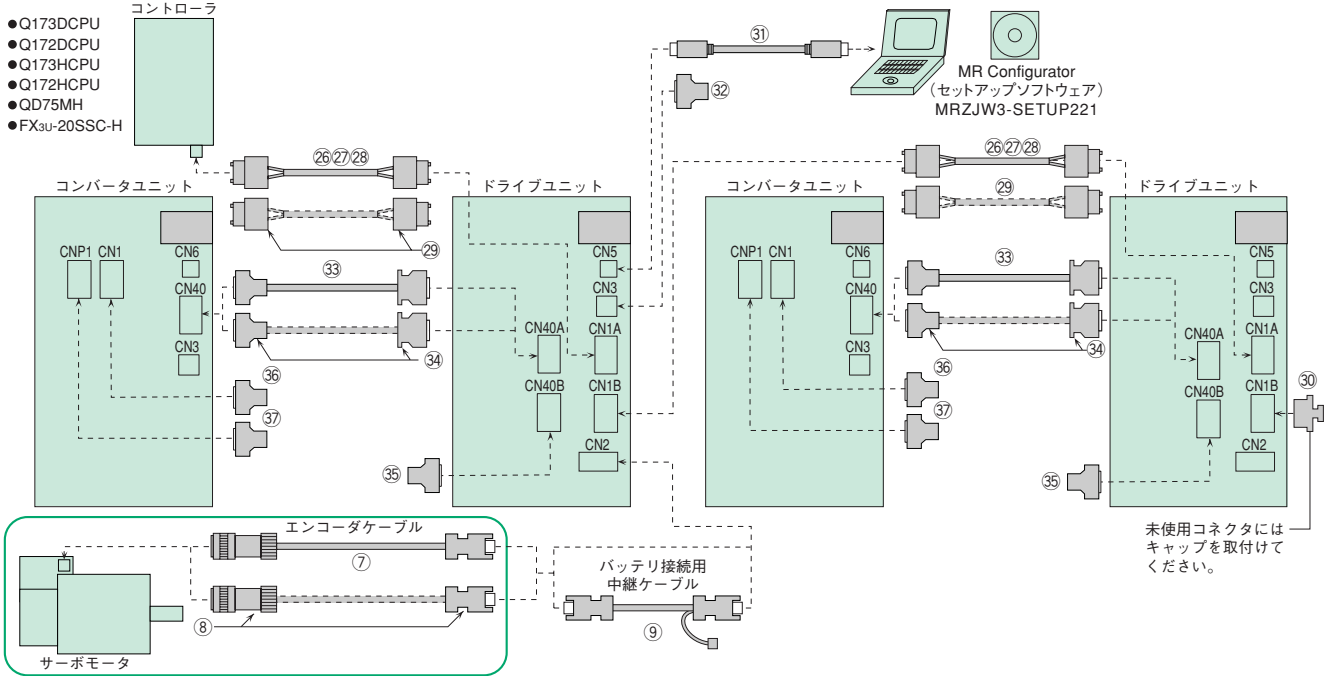 コントローラ
●Q173DCPU
●Q172DCPU
●Q173HCPU
●Q172HCPU
●QD75MH
●FX3U-20SSC-H
㉛
㉜
MR Configurator
（セットアップソフトウェア）
MRZJW3-SETUP221
㉖㉗㉘
㉙
コンバータユニット
CNP1 CN1
CN6
CN40
CN3
㉝
㉞
㊱
㊲
ドライブユニット
CN5
CN3
CN40A
CN1A
CN40B
CN1B
CN2
㉟
㉖㉗㉘
㉙
コンバータユニット
CNP1 CN1
CN6
CN40
CN3
㉝
㉞
㊱
㊲
ドライブユニット
CN5
CN3
CN40A
CN1A
CN40B
CN1B
CN2
㉚
㉟
未使用コネクタには
キャップを取付けて
ください。
エンコーダケーブル
⑦
⑧
サーボモータ
バッテリ接続用
中継ケーブル
⑨